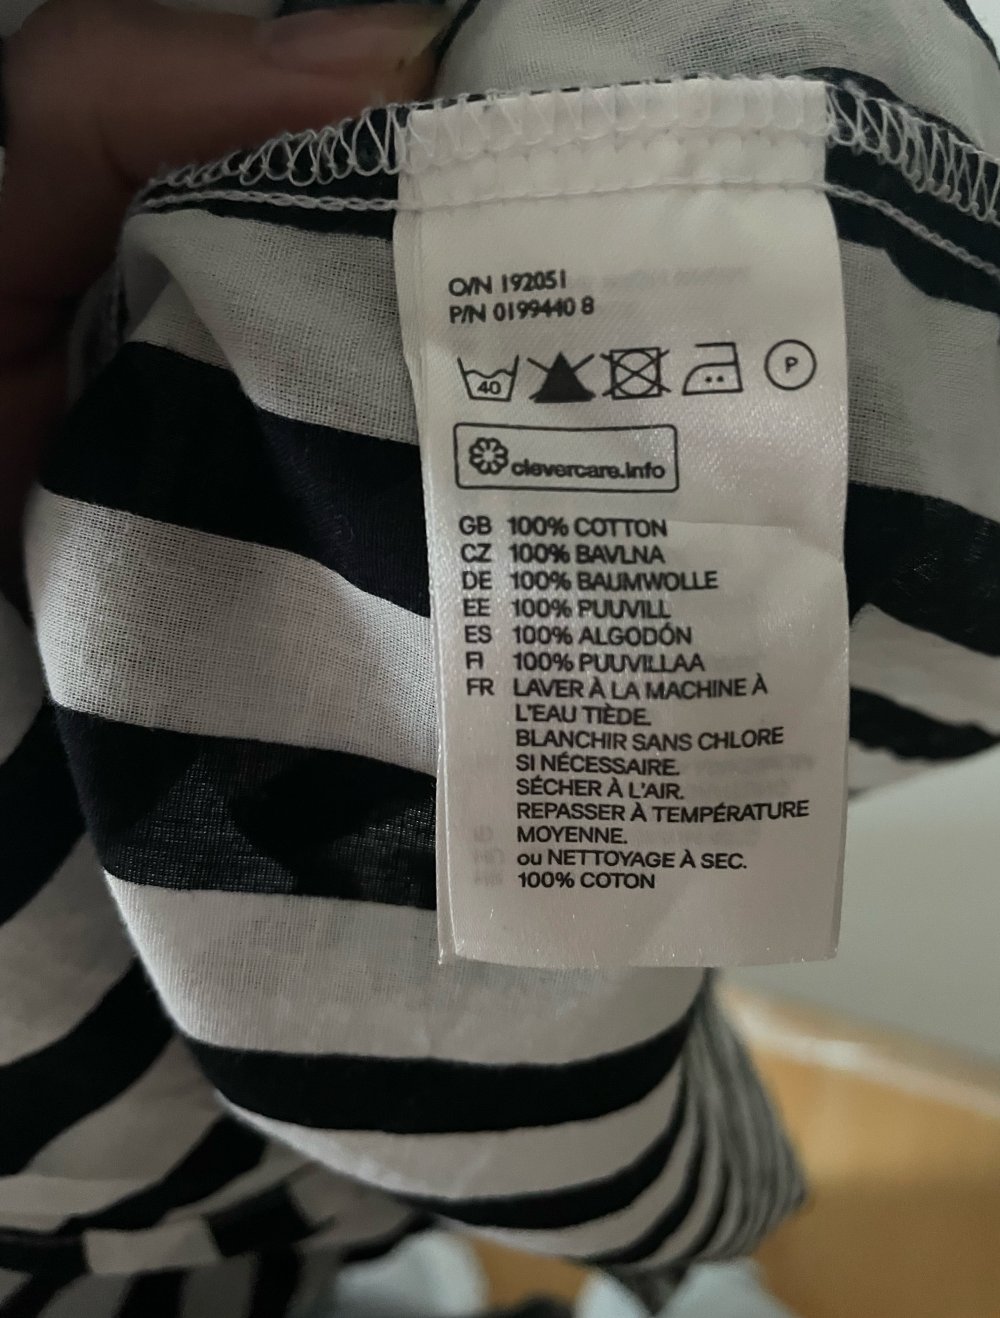 O/N 192051
P/N 0199440 8
40 P
clevercare.info
GB 100% COTTON
CZ 100% BAVLNA
DE 100% BAUMWOLLE
EE 100% PUUVILL
ES 100% ALGODÓN
FI 100% PUUVILLAA
FR LAVER À LA MACHINE À
L'EAU TIÈDE.
BLANCHIR SANS CHLORE
SI NÉCESSAIRE.
SÉCHER À L'AIR.
REPASSER À TEMPÉRATURE
MOYENNE.
ou NETTOYAGE À SEC.
100% COTON